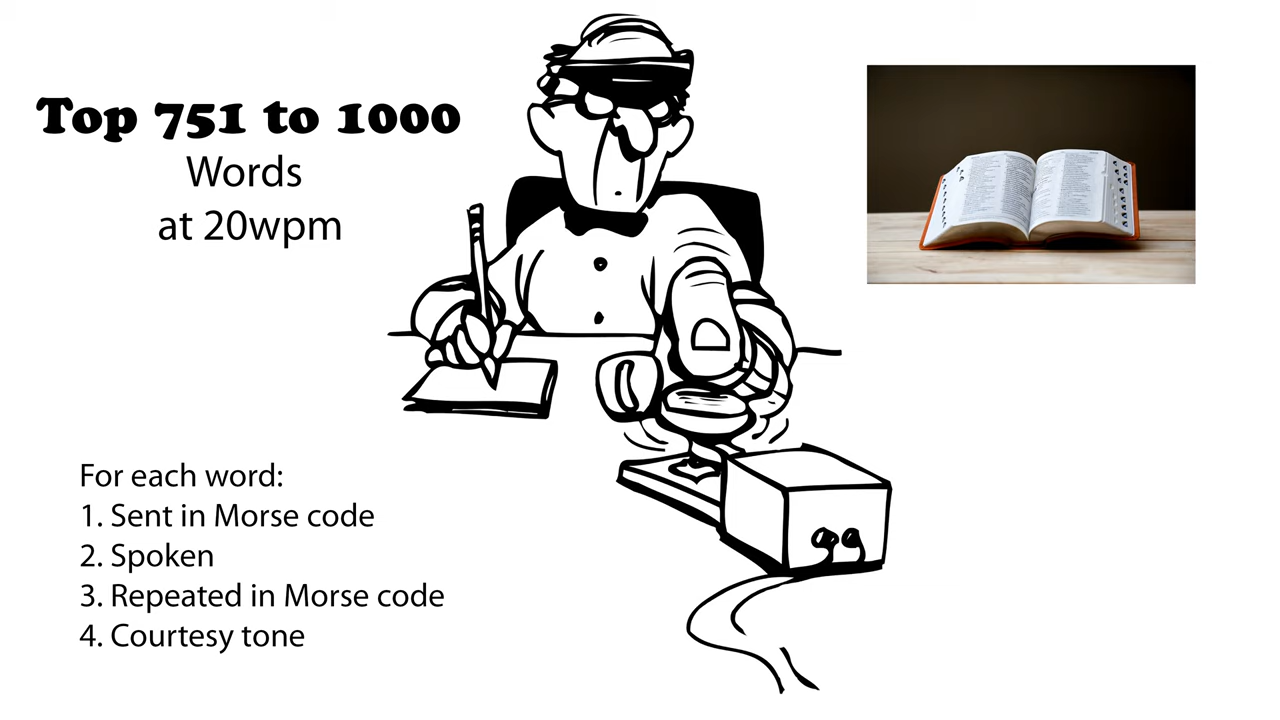 Top 751 to 1000
Words
at 20wpm
For each word:
1. Sent in Morse code
2. Spoken
3. Repeated in Morse code
4. Courtesy tone